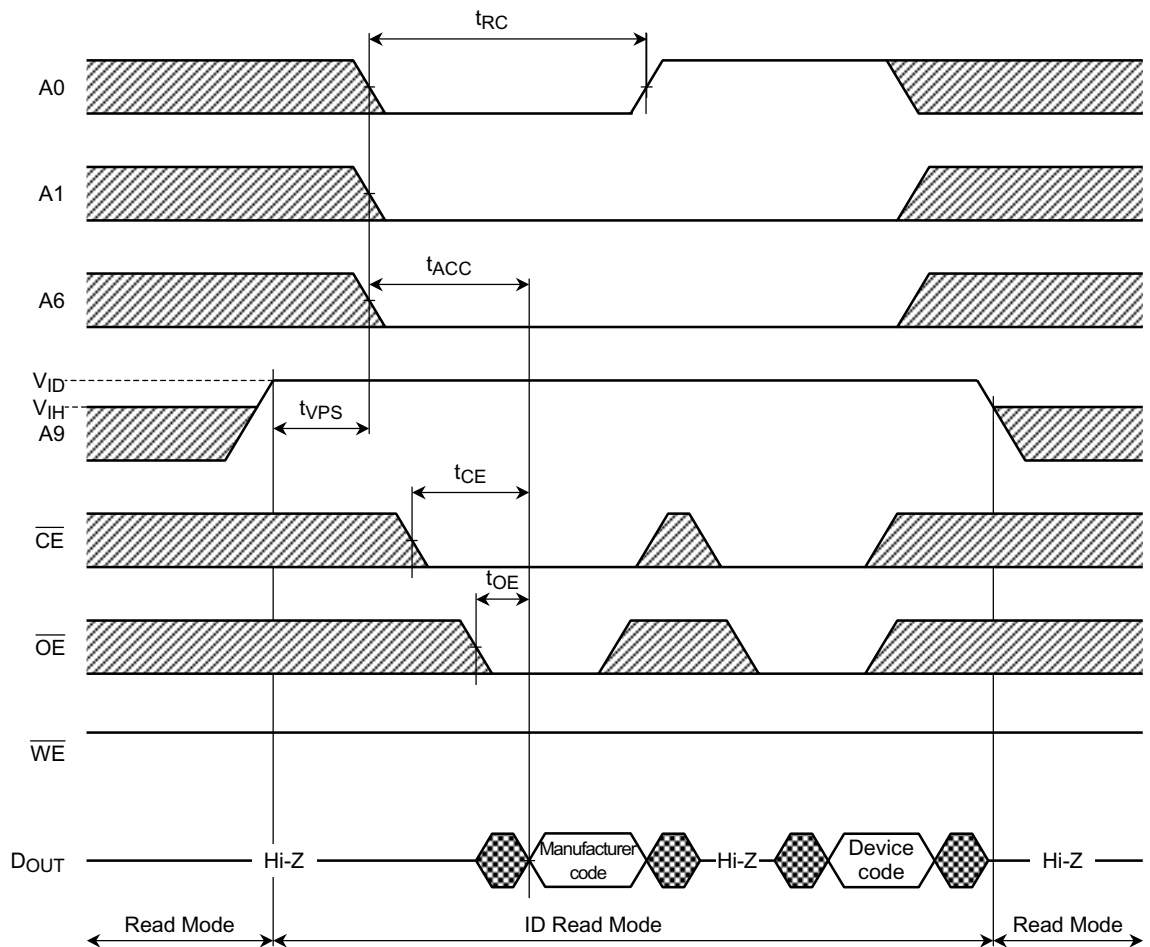 tRC
A0
A1
tACC
A6
VID
VIH
A9
tVPS
tCE
CE
tOE
OE
WE
DOUT
Hi-Z
Manufacturer
code
Hi-Z
Device
code
Hi-Z
Read Mode
ID Read Mode
Read Mode